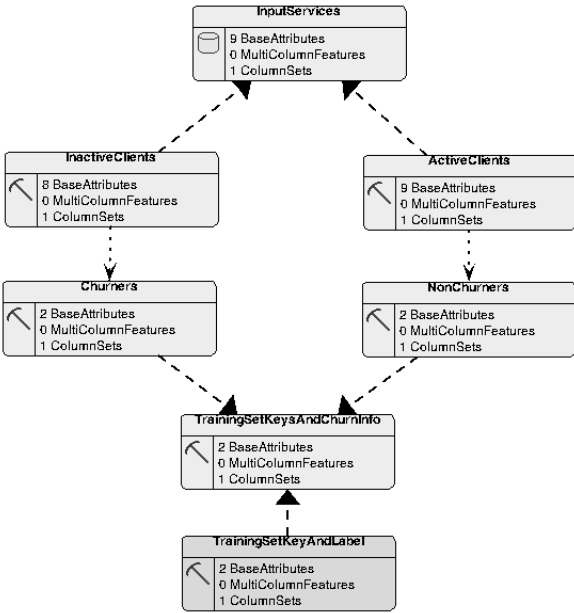 InputServices
9 BaseAttributes
0 MultiColumnFeatures
1 ColumnSets
InactiveClients
8 BaseAttributes
0 MultiColumnFeatures
1 ColumnSets
ActiveClients
9 BaseAttributes
0 MultiColumnFeatures
1 ColumnSets
Churners
2 BaseAttributes
0 MultiColumnFeatures
1 ColumnSets
NonChurners
2 BaseAttributes
0 MultiColumnFeatures
1 ColumnSets
TrainingSetKeysAndChurnInfo
2 BaseAttributes
0 MultiColumnFeatures
1 ColumnSets
TrainingSetKeyAndLabel
2 BaseAttributes
0 MultiColumnFeatures
1 ColumnSets